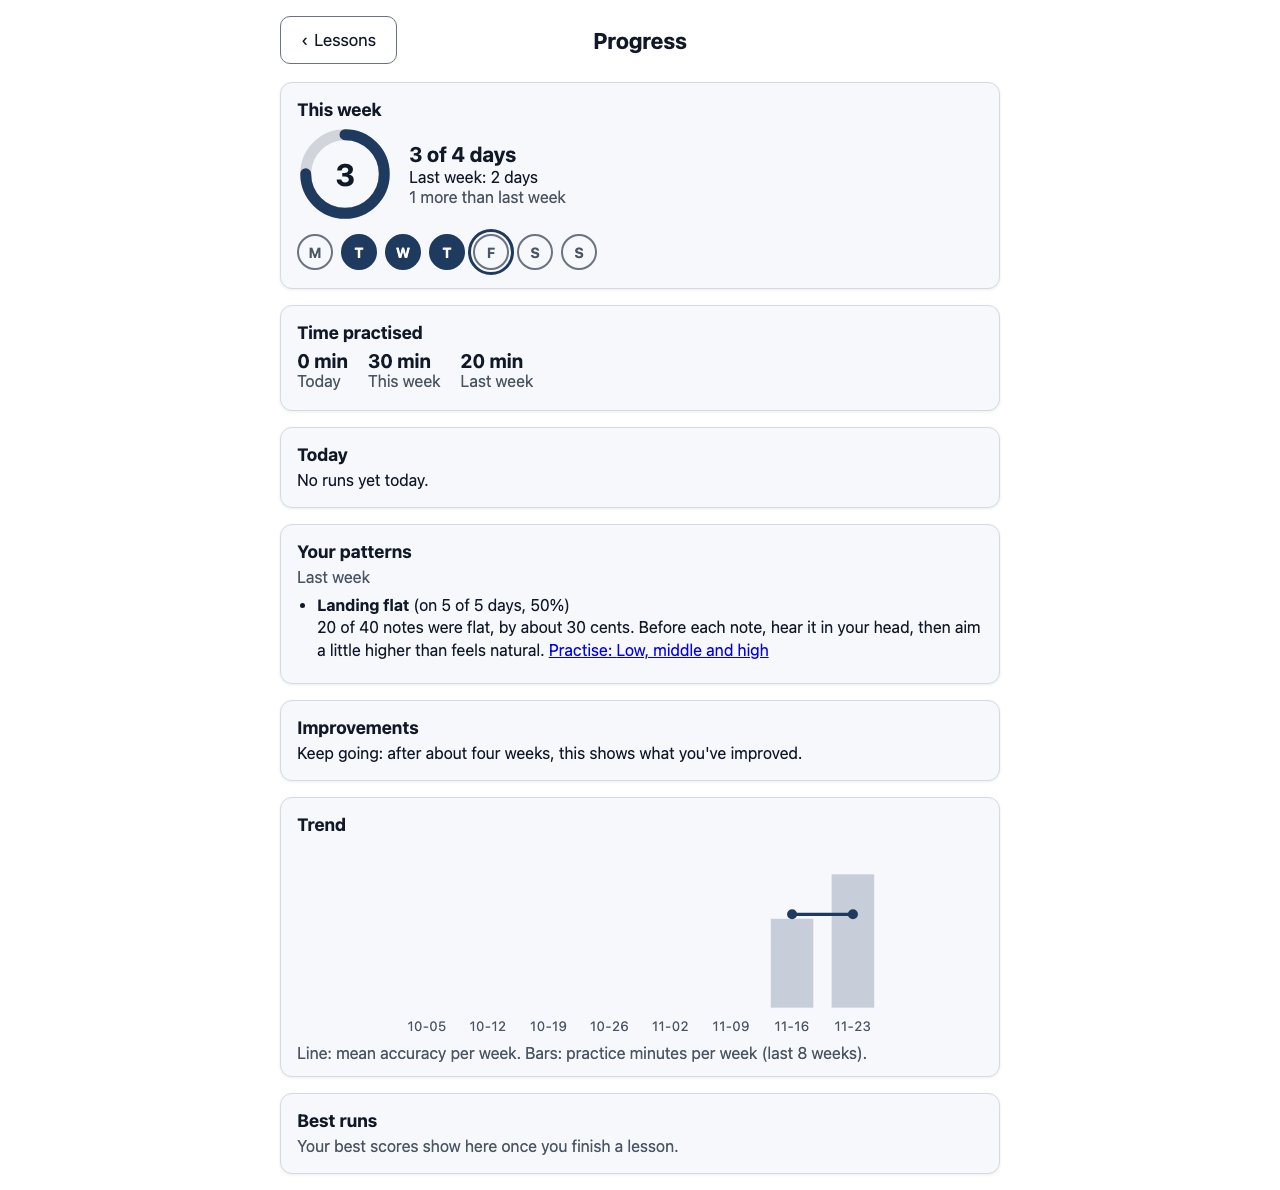 ‹ Lessons
Progress
This week
3
3 of 4 days
Last week: 2 days
1 more than last week
M T W T F S S
Time practised
0 min 30 min 20 min
Today This week Last week
Today
No runs yet today.
Your patterns
Last week
• Landing flat (on 5 of 5 days, 50%)
20 of 40 notes were flat, by about 30 cents. Before each note, hear it in your head, then aim
a little higher than feels natural. Practise: Low, middle and high
Improvements
Keep going: after about four weeks, this shows what you've improved.
Trend
10-05 10-12 10-19 10-26 11-02 11-09 11-16 11-23
Line: mean accuracy per week. Bars: practice minutes per week (last 8 weeks).
Best runs
Your best scores show here once you finish a lesson.